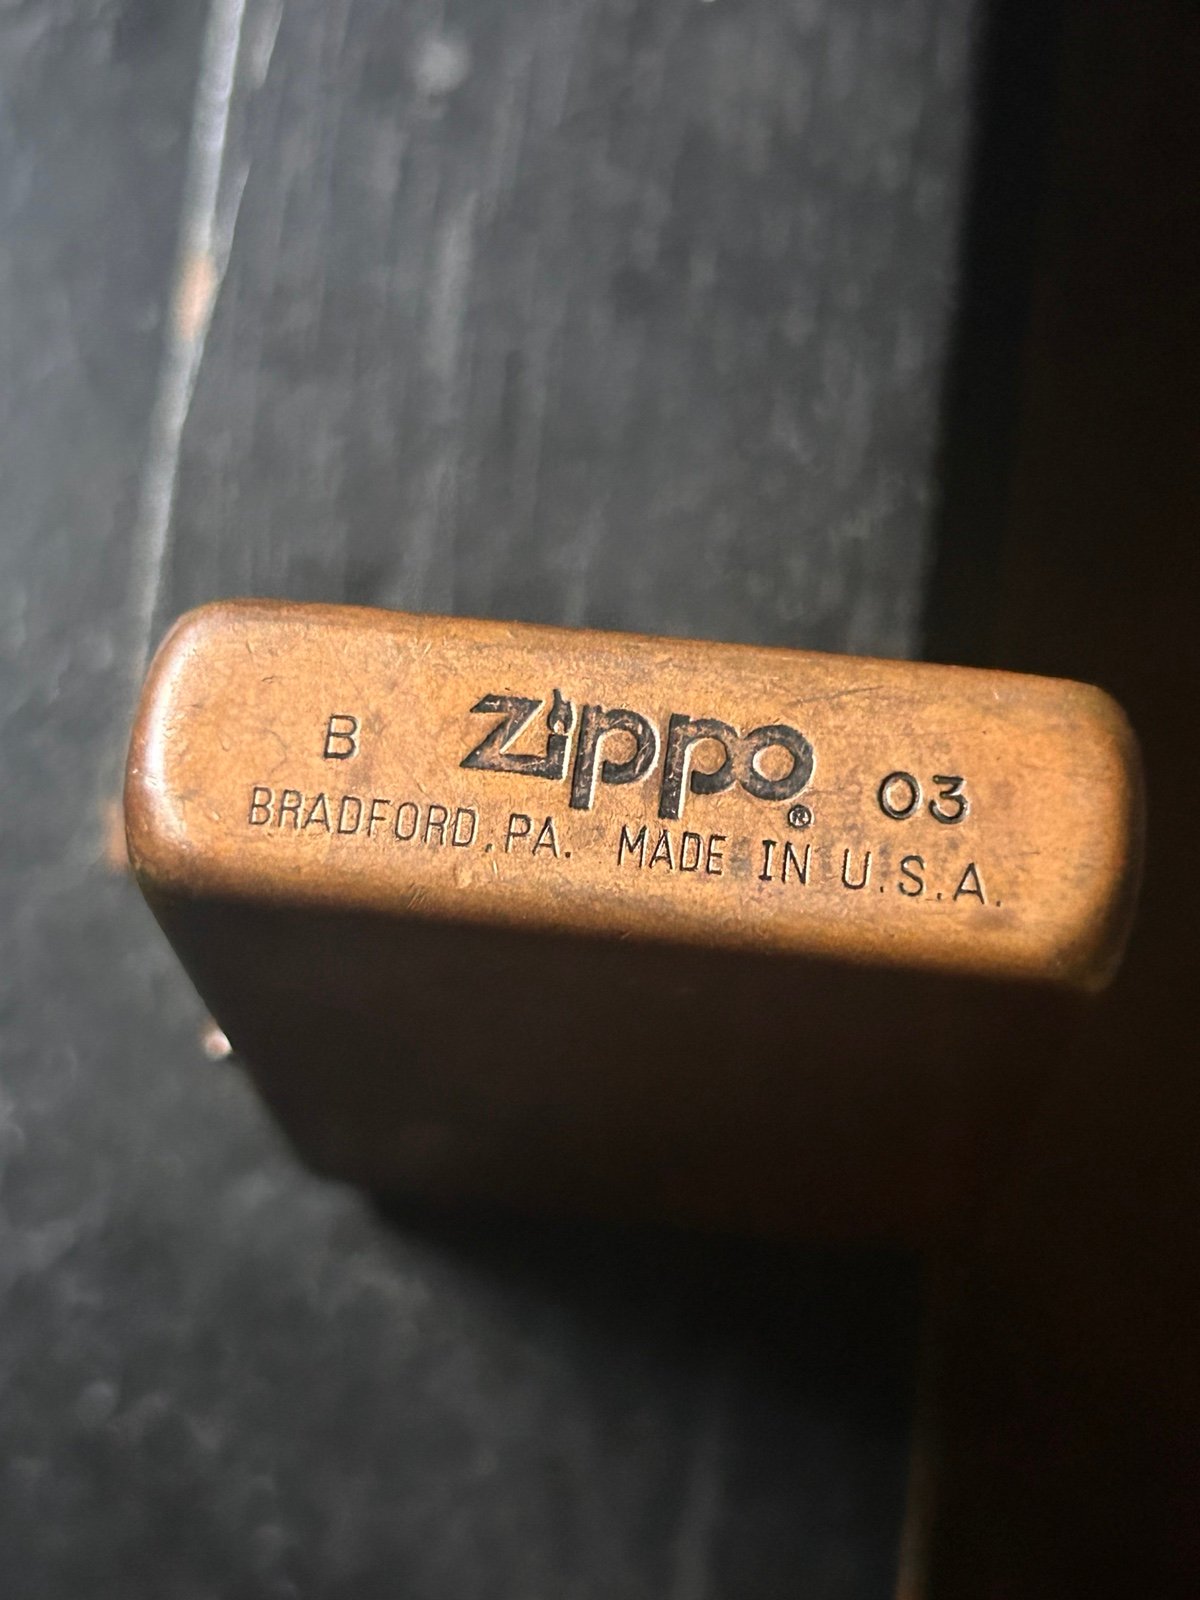 B zippo® 03
BRADFORD, PA. MADE IN U.S.A.